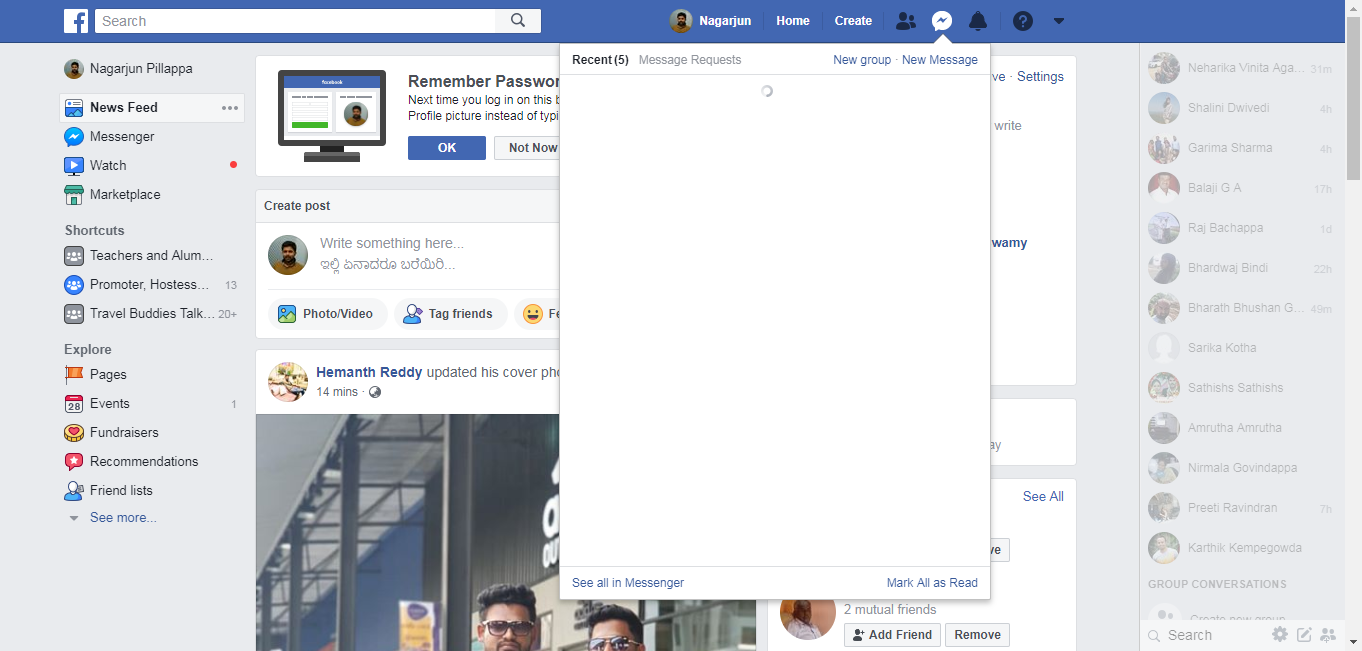 Search
Nagarjun
Home
Create
Nagarjun Pillappa
News Feed
Messenger
Watch
Marketplace
Shortcuts
Teachers and Alum...
Promoter, Hostess... 13
Travel Buddies Talk... 20+
Explore
Pages
28 Events 1
Fundraisers
Recommendations
Friend lists
See more...
facebook
Remember Passwor
Next time you log in on this b
Profile picture instead of typi
OK
Not Now
Create post
Write something here...
ಇಲ್ಲಿ ಏನಾದರೂ ಬರೆಯಿರಿ...
Photo/Video
Tag friends
Fe
Hemanth Reddy updated his cover pho
14 mins ·
Recent (5) Message Requests New group · New Message
See all in Messenger Mark All as Read
ve · Settings
write
wamy
ay
See All
ve
2 mutual friends
Add Friend
Remove
Neharika Vinita Aga... 31m
Shalini Dwivedi 4h
Garima Sharma 4h
Balaji G A 17h
Raj Bachappa 1d
Bhardwaj Bindi 22h
Bharath Bhushan G... 49m
Sarika Kotha
Sathishs Sathishs
Amrutha Amrutha
Nirmala Govindappa
Preeti Ravindran 7h
Karthik Kempegowda
GROUP CONVERSATIONS
Create new group
Search